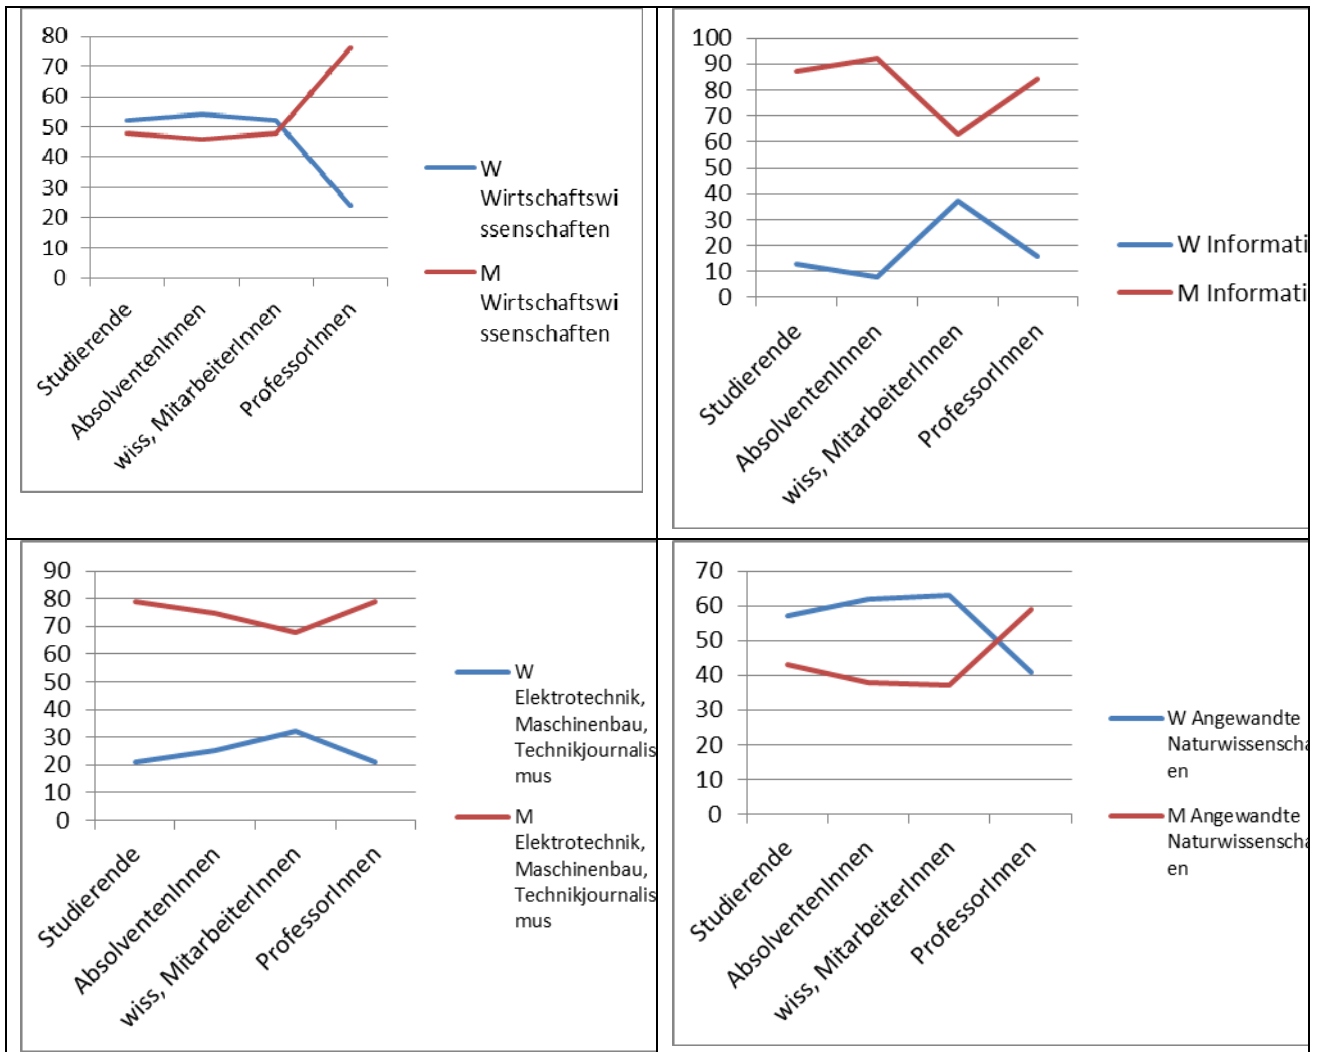 80
70
60
50
40
30
20
10
0
Studierende
AbsolventenInnen
wiss, MitarbeiterInnen
ProfessorInnen
W
Wirtschaftswi
ssenschaften
M
Wirtschaftswi
ssenschaften
100
90
80
70
60
50
40
30
20
10
0
Studierende
AbsolventenInnen
wiss, MitarbeiterInnen
ProfessorInnen
W Informati
M Informati
90
80
70
60
50
40
30
20
10
0
Studierende
AbsolventenInnen
wiss, MitarbeiterInnen
ProfessorInnen
W
Elektrotechnik,
Maschinenbau,
Technikjournalis
mus
M
Elektrotechnik,
Maschinenbau,
Technikjournalis
mus
70
60
50
40
30
20
10
0
Studierende
AbsolventenInnen
wiss, MitarbeiterInnen
ProfessorInnen
W Angewandte
Naturwissenscha
en
M Angewandte
Naturwissenscha
en